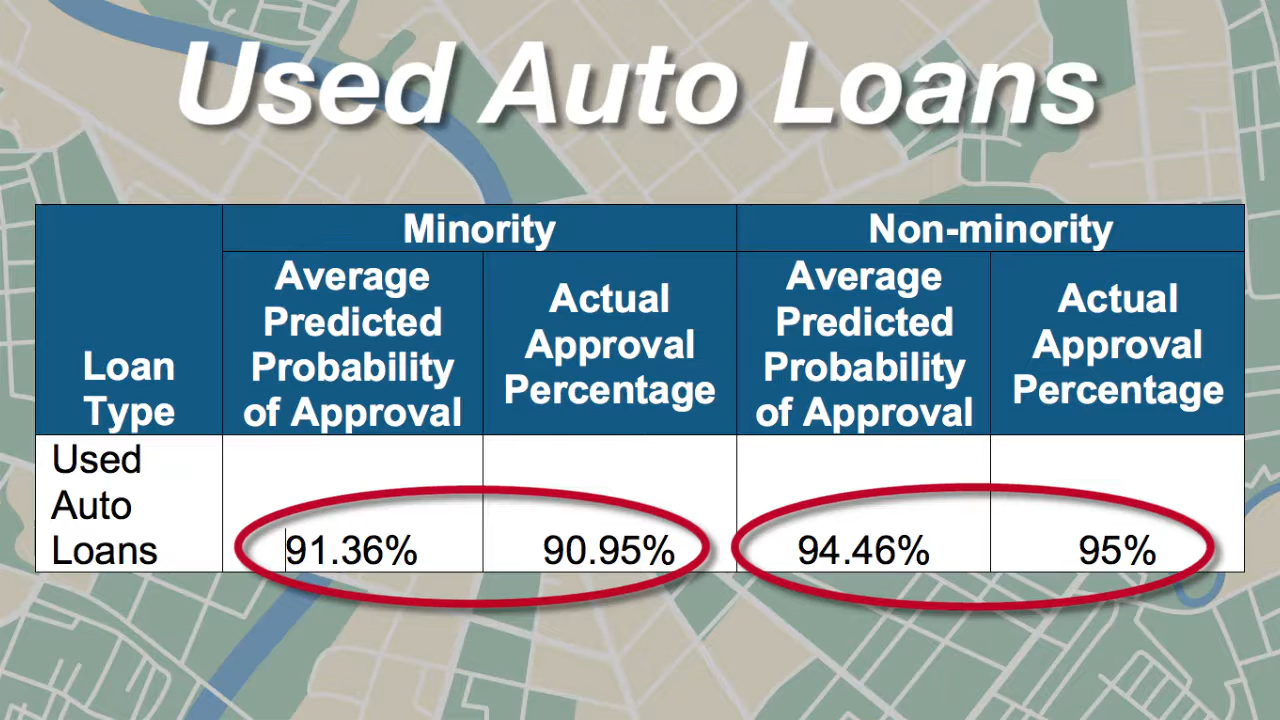 Used Auto Loans
Minority
Non-minority
Loan
Type
Average
Predicted
Probability
of Approval
Actual
Approval
Percentage
Average
Predicted
Probability
of Approval
Actual
Approval
Percentage
Used
Auto
Loans
91.36%
90.95%
94.46%
95%